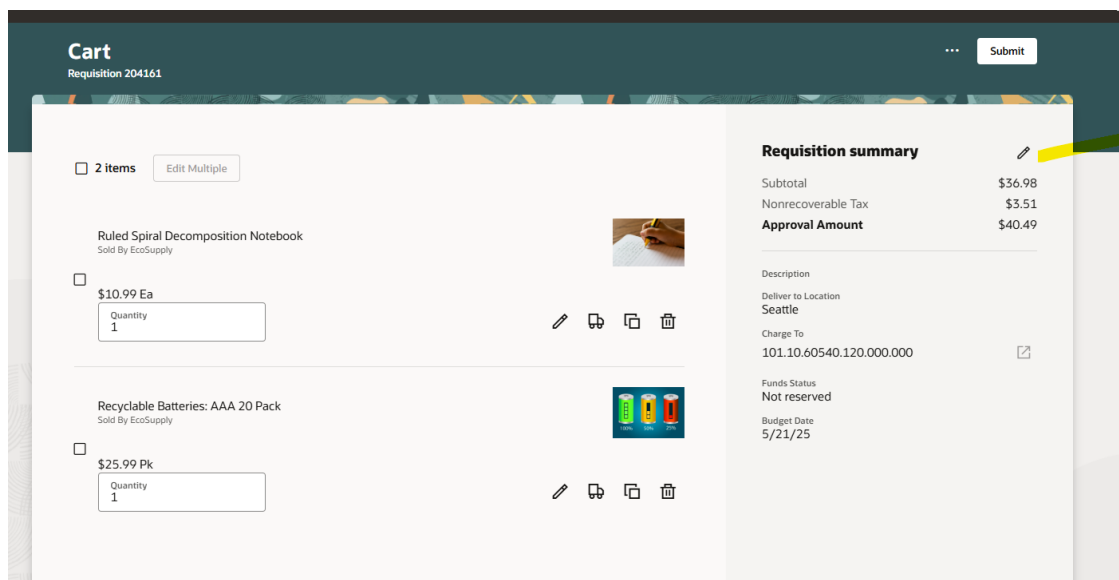 Cart
Requisition 204161
...
Submit
2 items
Edit Multiple
Ruled Spiral Decomposition Notebook
Sold By EcoSupply
$10.99 Ea
Quantity
1
Recyclable Batteries: AAA 20 Pack
Sold By EcoSupply
100%
25%
$25.99 Pk
Quantity
1
Requisition summary
Subtotal $36.98
Nonrecoverable Tax $3.51
Approval Amount $40.49
Description
Deliver to Location
Seattle
Charge To
101.10.60540.120.000.000
Funds Status
Not reserved
Budget Date
5/21/25